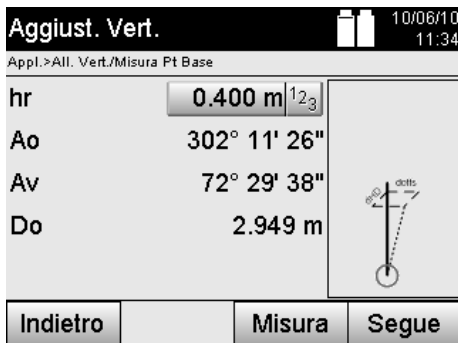 Aggiust. Vert.
10/06/10
11:34
Appl.>All. Vert./Misura Pt Base
hr 0.400 m 123
Ao 302° 11' 26"
Av 72° 29' 38"
Do 2.949 m
Indietro Misura Segue